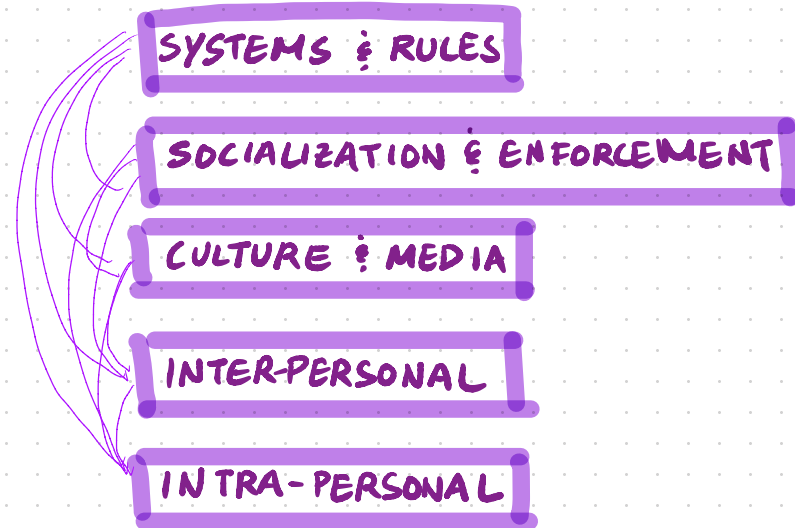 SYSTEMS & RULES
SOCIALIZATION & ENFORCEMENT
CULTURE & MEDIA
INTER-PERSONAL
INTRA-PERSONAL